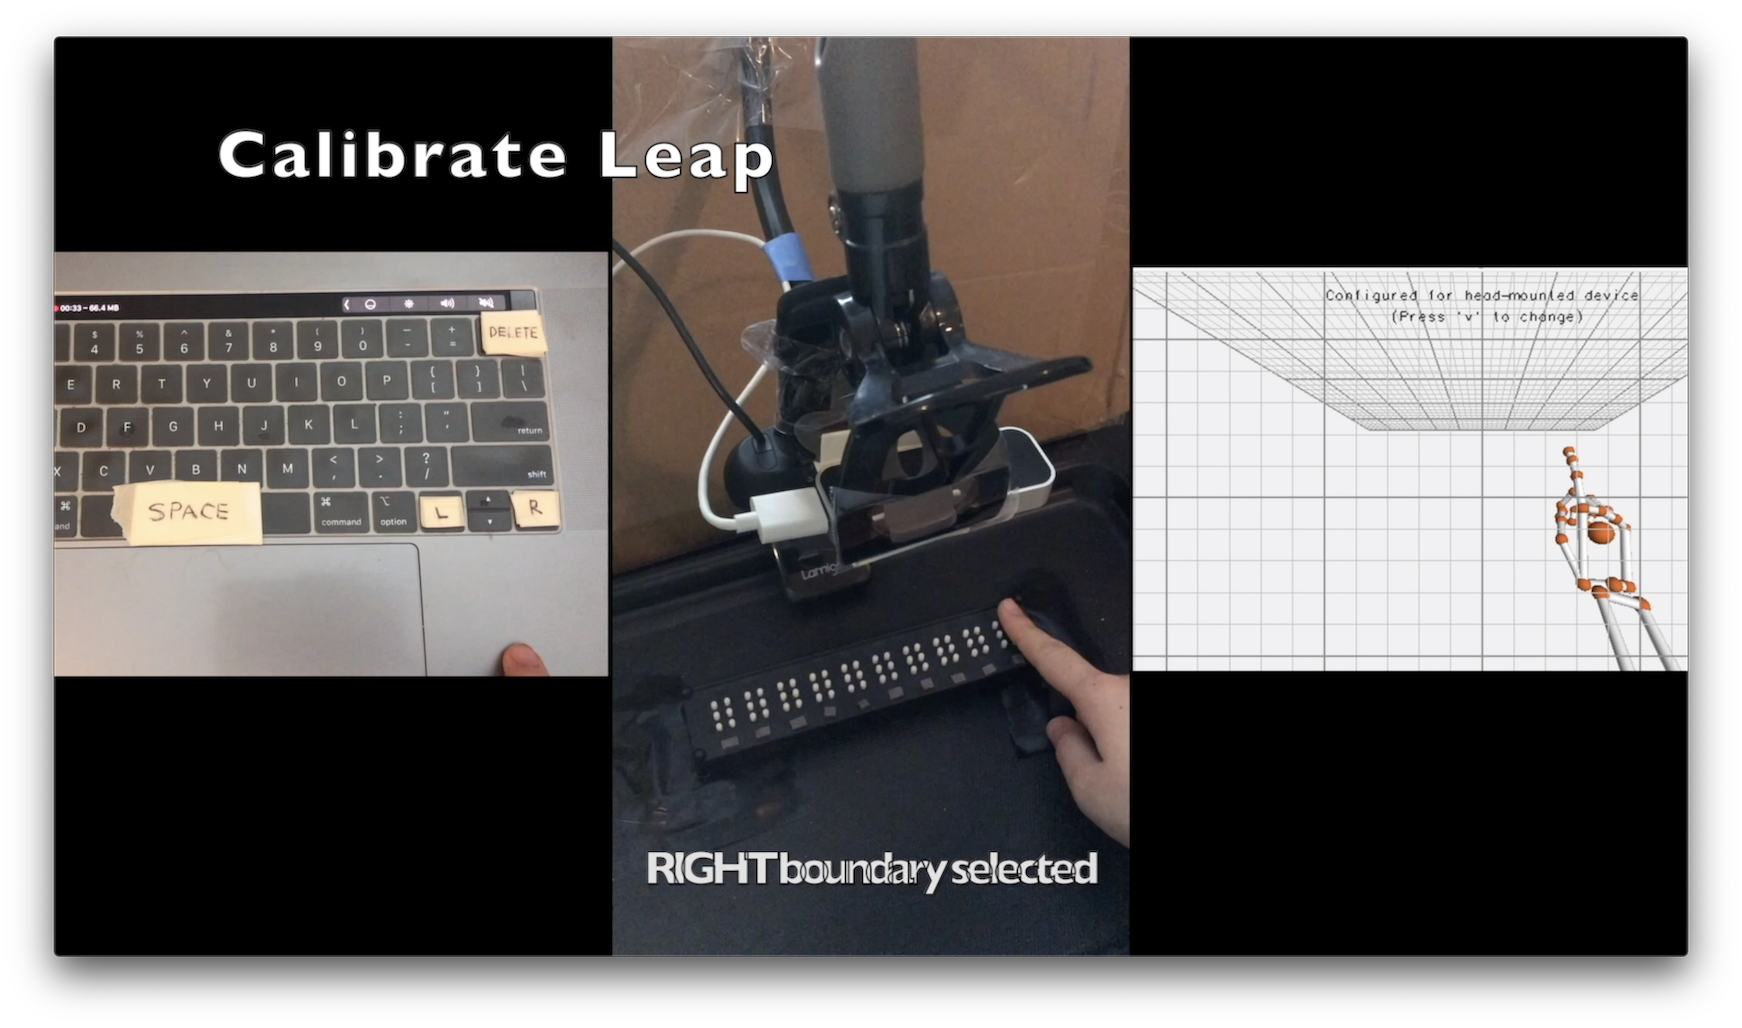 Calibrate Leap
00:33 – 66.4 MB
$ % ^ & * ( ) — +
4 5 6 7 8 9 0 - =
DELETE
E R T Y U I O P { } |
[ ] \
D F G H J K L : "
; '
return
X C V B N M < > ?
, . /
shift
SPACE
⌘ ⌘ ⌥
and command option
L R
Configured for head-mounted device
(Press 'v' to change)
RIGHT boundary selected